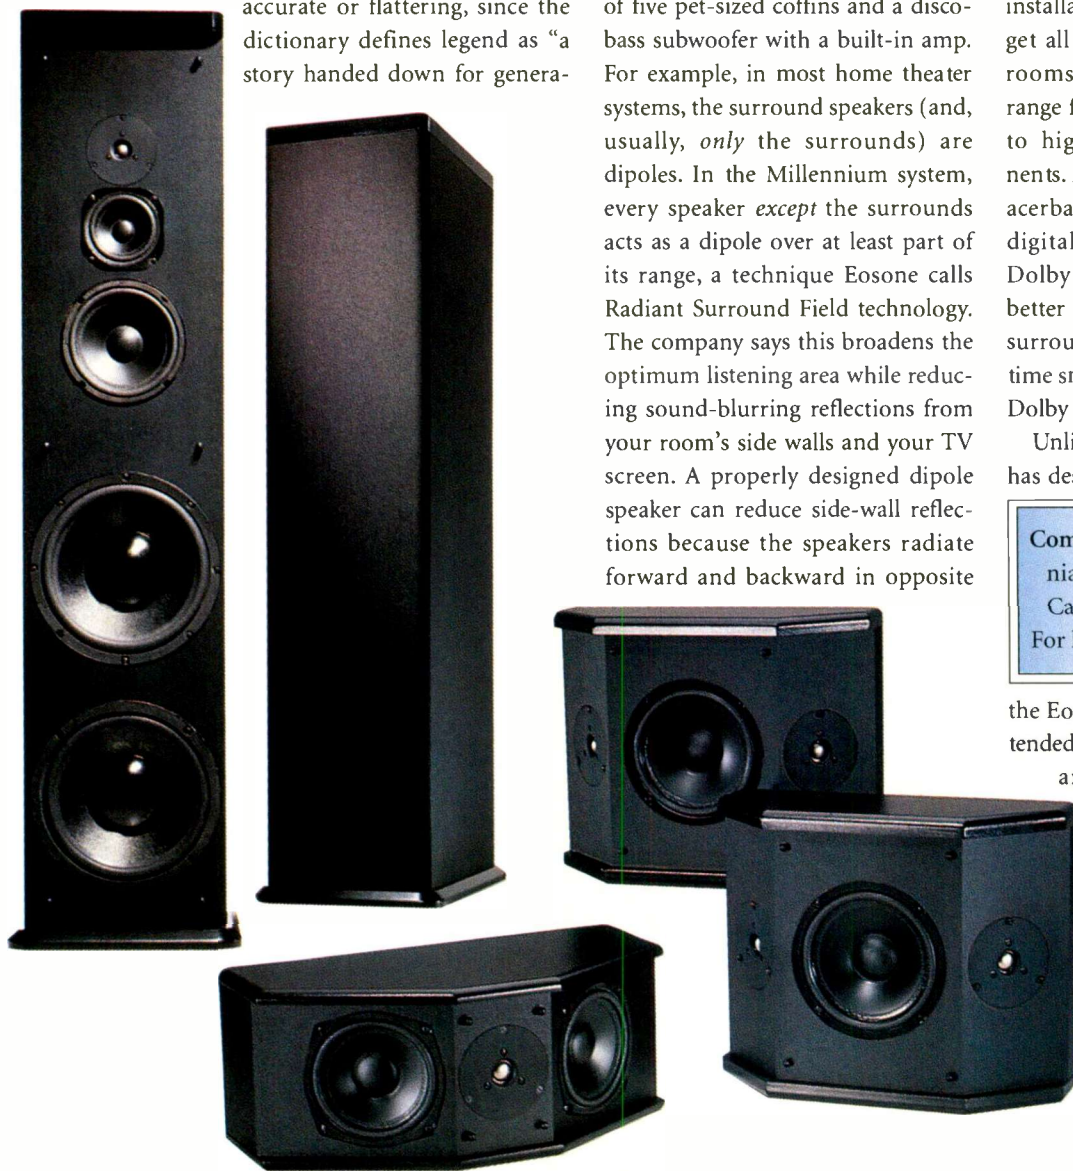 accurate or flattering, since the
dictionary defines legend as “a
story handed down for genera-
of five pet-sized coffins and a disco-
bass subwoofer with a built-in amp.
For example, in most home theater
systems, the surround speakers (and,
usually, only the surrounds) are
dipoles. In the Millennium system,
every speaker except the surrounds
acts as a dipole over at least part of
its range, a technique Eosone calls
Radiant Surround Field technology.
The company says this broadens the
optimum listening area while reduc-
ing sound-blurring reflections from
your room’s side walls and your TV
screen. A properly designed dipole
speaker can reduce side-wall reflec-
tions because the speakers radiate
forward and backward in opposite
get all
rooms
range
to
nents.
acerba
digital
Dolby
better
surrou
time
Dolby
Unli
has des
Com
nia
Ca
For
the Eo
tended